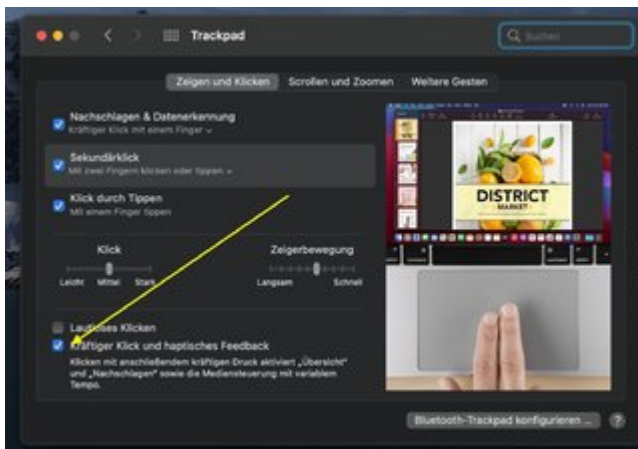 Trackpad
Suchen
Zeigen und Klicken
Scrollen und Zoomen
Weitere Gesten
Nachschlagen & Datenerkennung
Kräftiger Klick mit einem Finger
Sekundärklick
Mit zwei Fingern klicken oder tippen
Klick durch Tippen
Mit einem Finger tippen
Klick
Leicht Mittel Stark
Zeigerbewegung
Langsam Schnell
Lautloses Klicken
Kräftiger Klick und haptisches Feedback
Klicken mit anschließendem kräftigen Druck aktiviert „Übersicht“
und „Nachschlagen“ sowie die Mediensteuerung mit variablem
Tempo.
DISTRICT
MARKET
Bluetooth-Trackpad konfigurieren ...
?